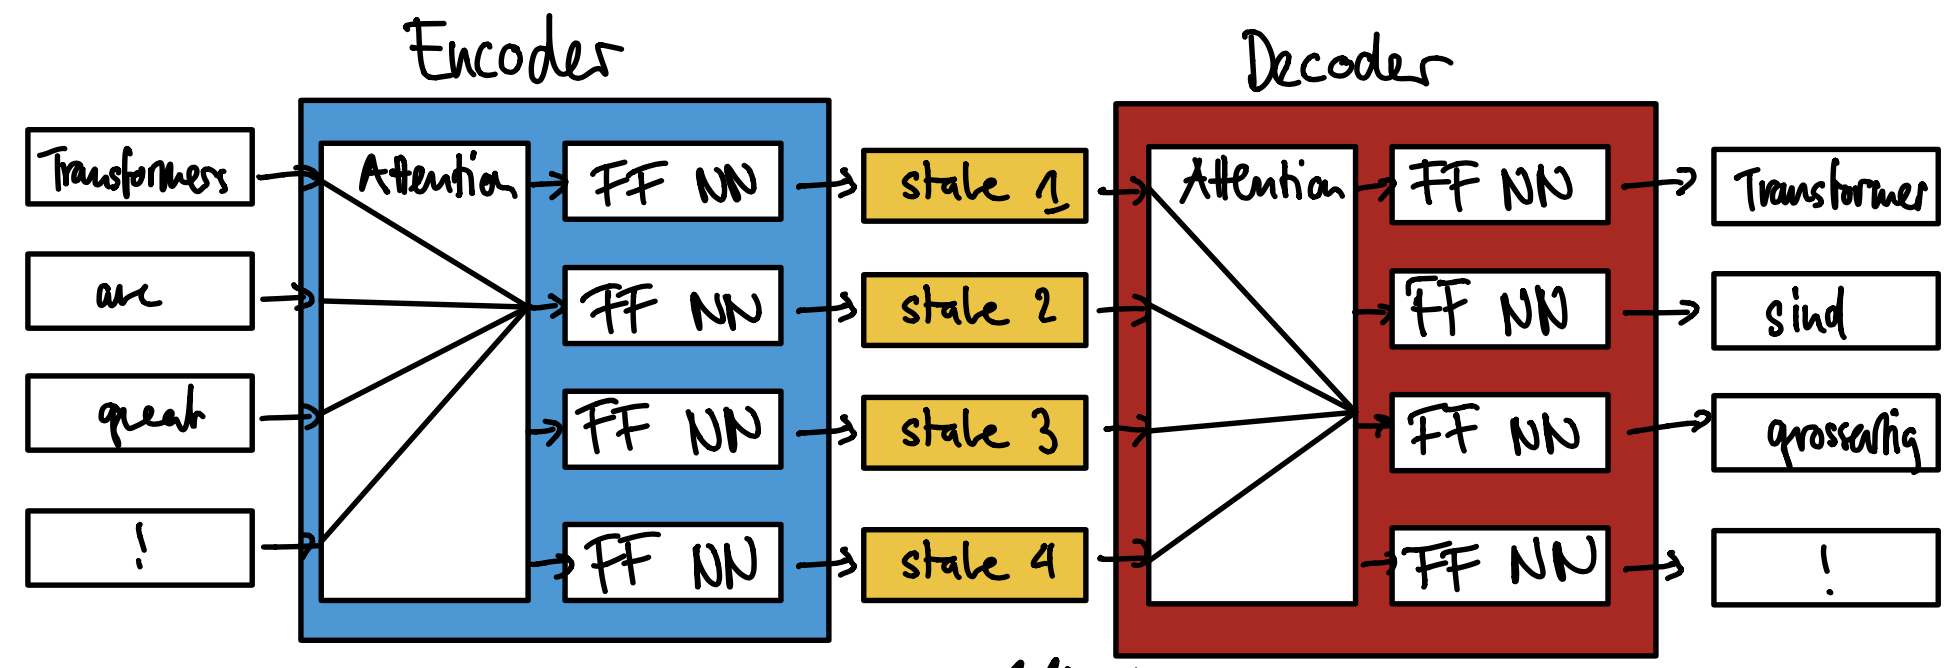 Encoder
Decoder
Transformers
Attention
FF NN
state 1
Attention
FF NN
Transformer
are
FF NN
state 2
FF NN
sind
great
FF NN
state 3
FF NN
grossartig
!
FF NN
state 4
FF NN
!